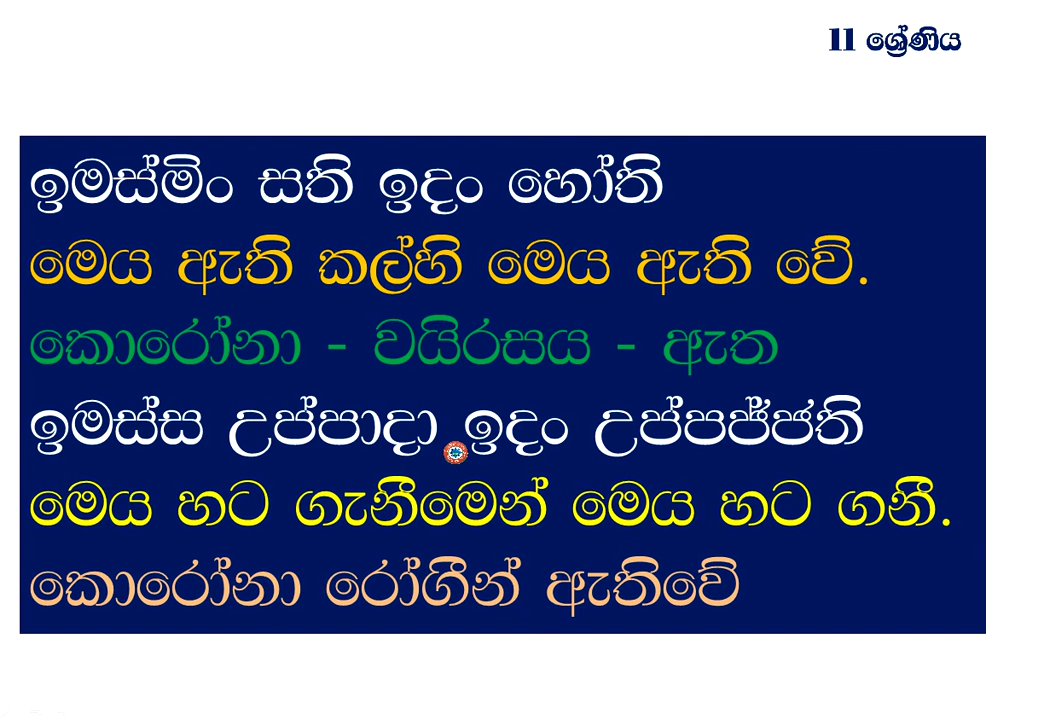 11 ශ්‍රේණිය
ඉමස්මිං සති ඉදං හෝති
මෙය ඇති කල්හි මෙය ඇති වේ.
කොරෝනා - වයිරසය - ඇත
ඉමස්ස උප්පාදා ඉදං උප්පජ්ජති
මෙය හට ගැනීමෙන් මෙය හට ගනී.
කොරෝනා රෝගීන් ඇතිවේ